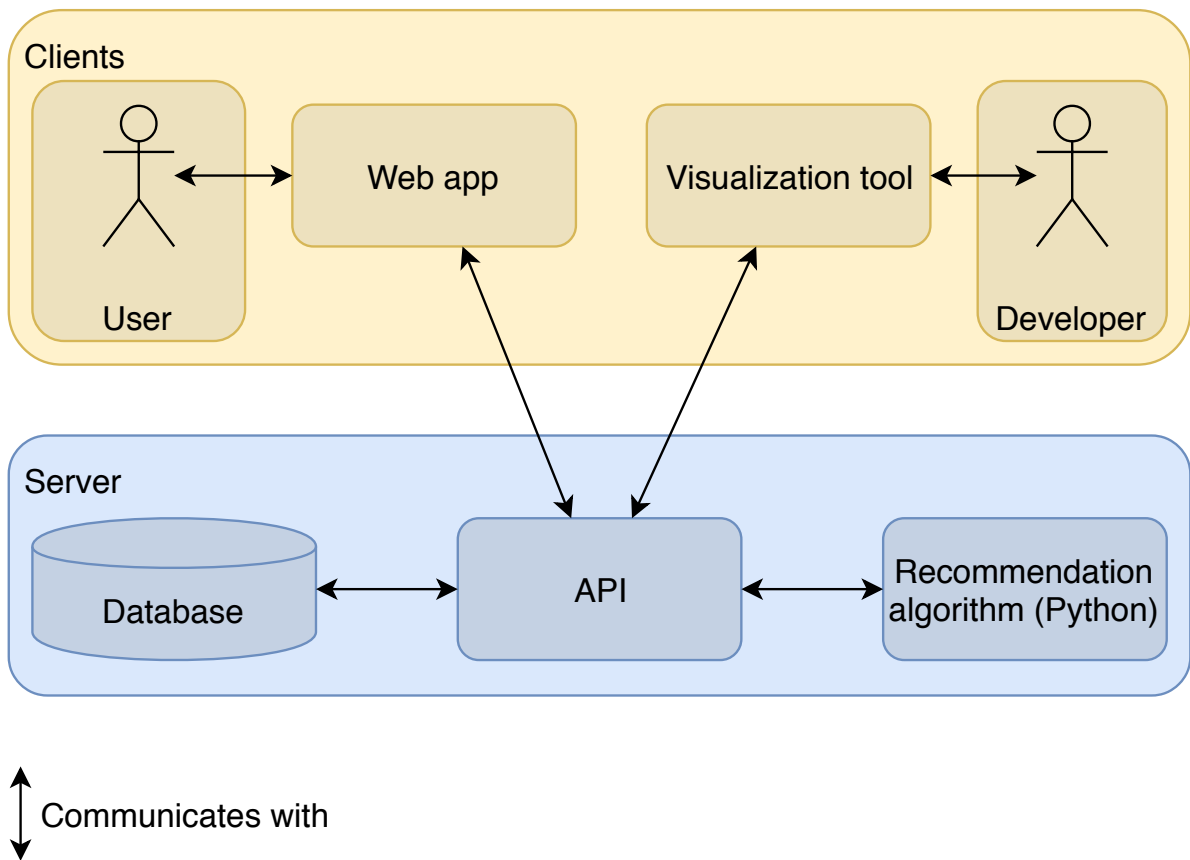 Clients
Web app
Visualization tool
User
Developer
Server
Database
API
Recommendation
algorithm (Python)
Communicates with